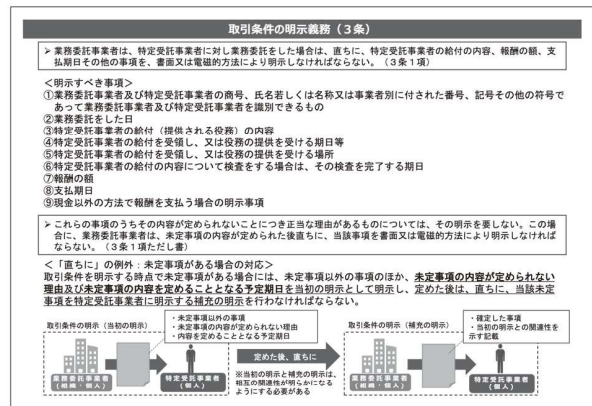 取引条件の明示義務（３条）
➢ 業務委託事業者は、特定受託事業者に対し業務委託をした場合は、直ちに、特定受託事業者の給付の内容、報酬の額、支
払期日その他の事項を、書面又は電磁的方法により明示しなければならない。（３条１項）
＜明示すべき事項＞
①業務委託事業者及び特定受託事業者の商号、氏名若しくは名称又は事業者別に付された番号、記号その他の符号で
あって業務委託事業者及び特定受託事業者を識別できるもの
②業務委託をした日
③特定受託事業者の給付（提供される役務）の内容
④特定受託事業者の給付を受領し、又は役務の提供を受ける期日等
⑤特定受託事業者の給付を受領し、又は役務の提供を受ける場所
⑥特定受託事業者の給付の内容について検査をする場合は、その検査を完了する期日
⑦報酬の額
⑧支払期日
⑨現金以外の方法で報酬を支払う場合の明示事項
➢ これらの事項のうちその内容が定められないことにつき正当な理由があるものについては、その明示を要しない。この場
合に、業務委託事業者は、未定事項の内容が定められた後直ちに、当該事項を書面又は電磁的方法により明示しなければ
ならない。（３条１項ただし書）
＜「直ちに」の例外：未定事項がある場合の対応＞
取引条件を明示する時点で未定事項がある場合には、未定事項以外の事項のほか、未定事項の内容が定められない
理由及び未定事項の内容を定めることとなる予定期日を当初の明示として明示し、定めた後は、直ちに、当該未定
事項を特定受託事業者に明示する補充の明示を行わなければならない。
取引条件の明示（当初の明示）
・未定事項以外の事項
・未定事項の内容が定められない理由
・内容を定めることとなる予定期日
業務委託事業者
（組織・個人）
特定受託事業者
（個人）
定めた後、直ちに
※当初の明示と補充の明示は、
相互の関連性が明らかになる
ようにする必要がある
取引条件の明示（補充の明示）
・確定した事項
・当初の明示との関連性を
示す記載
業務委託事業者
（組織・個人）
特定受託事業者
（個人）